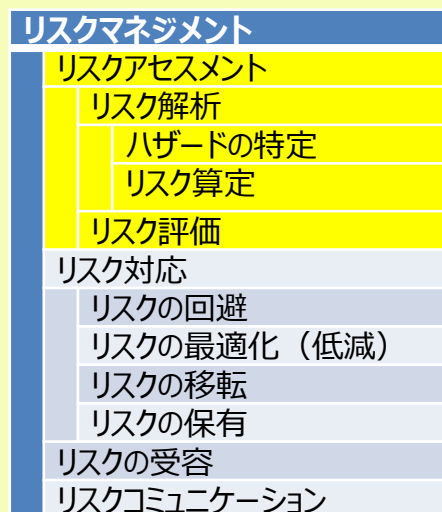 リスクマネジメント
リスクアセスメント
リスク解析
ハザードの特定
リスク算定
リスク評価
リスク対応
リスクの回避
リスクの最適化（低減）
リスクの移転
リスクの保有
リスクの受容
リスクコミュニケーション